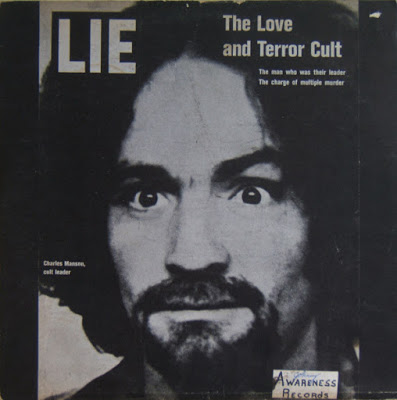 LIE
The Love
and Terror Cult
The man who was their leader
The charge of multiple murder
Charles Manson,
cult leader
AWARENESS
RECORDS